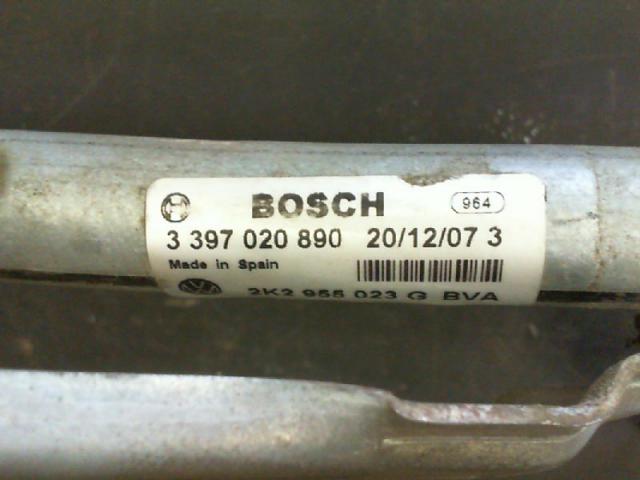 BOSCH 964
3 397 020 890 20/12/07 3
Made in Spain
2K2 955 023 G BVA